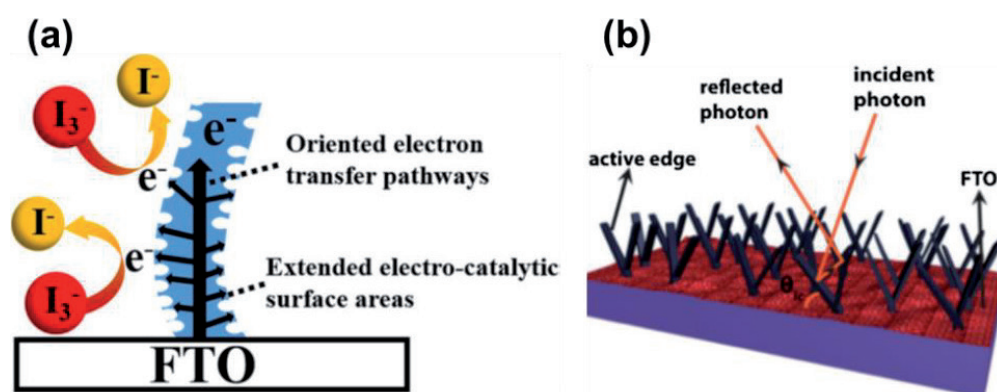 (a)
I-
I3-
e-
e-
Oriented electron
transfer pathways
I-
e-
I3-
Extended electro-catalytic
surface areas
FTO
(b)
reflected
photon
incident
photon
active edge
FTO
θlc